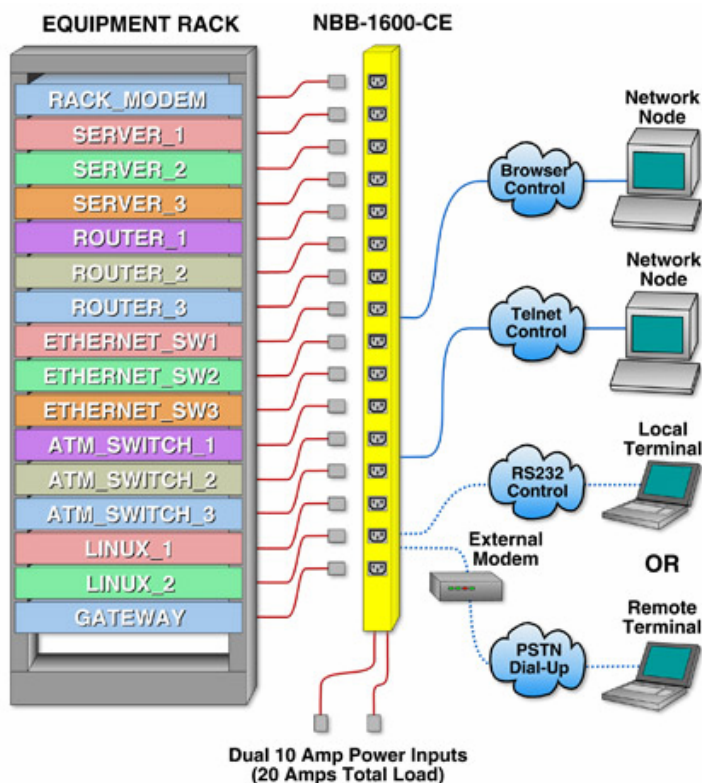 EQUIPMENT RACK
NBB-1600-CE
RACK_MODEM
SERVER_1
SERVER_2
SERVER_3
ROUTER_1
ROUTER_2
ROUTER_3
ETHERNET_SW1
ETHERNET_SW2
ETHERNET_SW3
ATM_SWITCH_1
ATM_SWITCH_2
ATM_SWITCH_3
LINUX_1
LINUX_2
GATEWAY
Network
Node
Browser
Control
Network
Node
Telnet
Control
Local
Terminal
RS232
Control
External
Modem
OR
Remote
Terminal
PSTN
Dial-Up
Dual 10 Amp Power Inputs
(20 Amps Total Load)